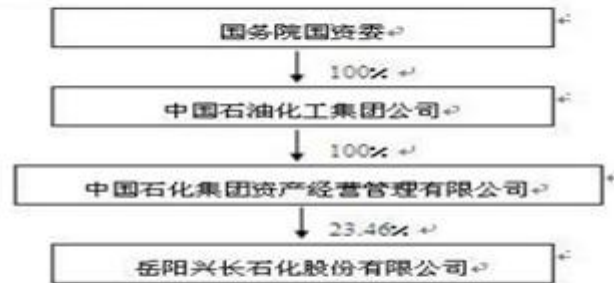 国务院国资委
100%
中国石油化工集团公司
100%
中国石化集团资产经营管理有限公司
23.46%
岳阳兴长石化股份有限公司